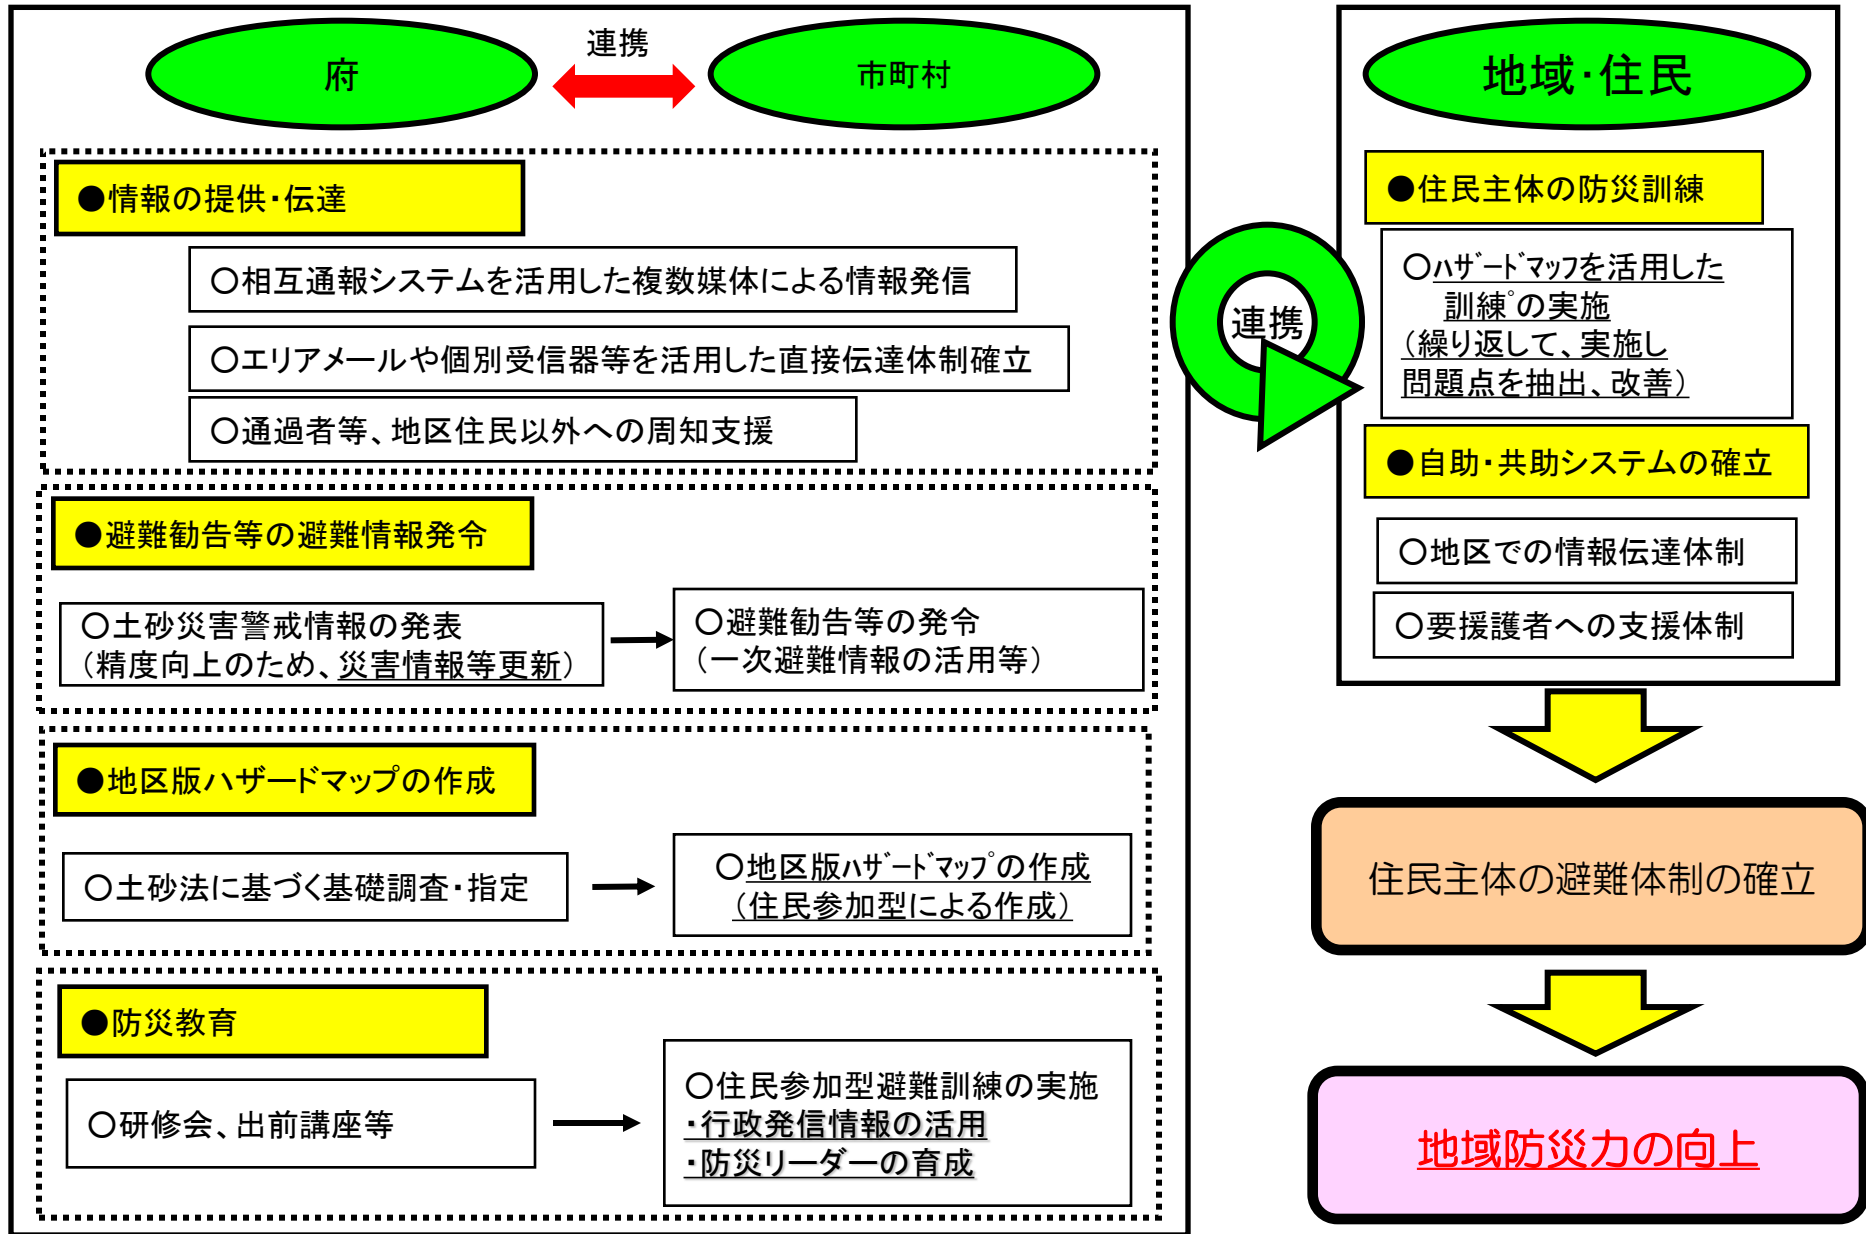 府
連携
市町村
●情報の提供・伝達
○相互通報システムを活用した複数媒体による情報発信
○エリアメールや個別受信器等を活用した直接伝達体制確立
○通過者等、地区住民以外への周知支援
●避難勧告等の避難情報発令
○土砂災害警戒情報の発表
(精度向上のため、災害情報等更新)
○避難勧告等の発令
(一次避難情報の活用等)
●地区版ハザードマップの作成
○土砂法に基づく基礎調査・指定
○地区版ﾊｻﾞｰﾄﾞﾏｯﾌﾟの作成
(住民参加型による作成)
●防災教育
○研修会、出前講座等
○住民参加型避難訓練の実施
・行政発信情報の活用
・防災リーダーの育成
連携
地域・住民
●住民主体の防災訓練
○ﾊｻﾞｰﾄﾞﾏｯﾌを活用した
訓練ﾟの実施
(繰り返して、実施し
問題点を抽出、改善)
●自助・共助システムの確立
○地区での情報伝達体制
○要援護者への支援体制
住民主体の避難体制の確立
地域防災力の向上